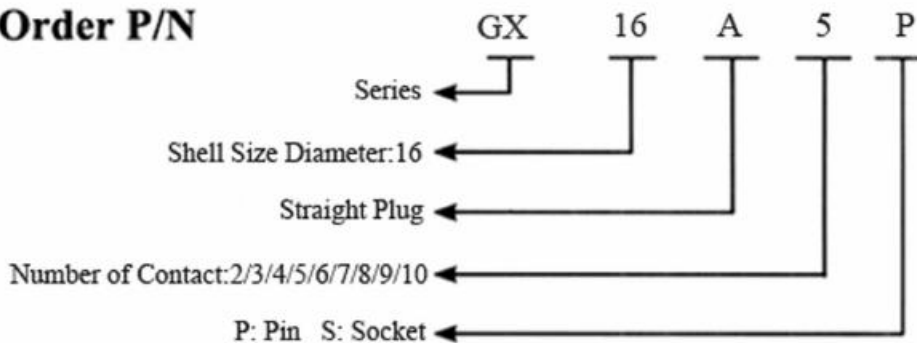 Order P/N GX 16 A 5 P
Series
Shell Size Diameter:16
Straight Plug
Number of Contact:2/3/4/5/6/7/8/9/10
P: Pin S: Socket